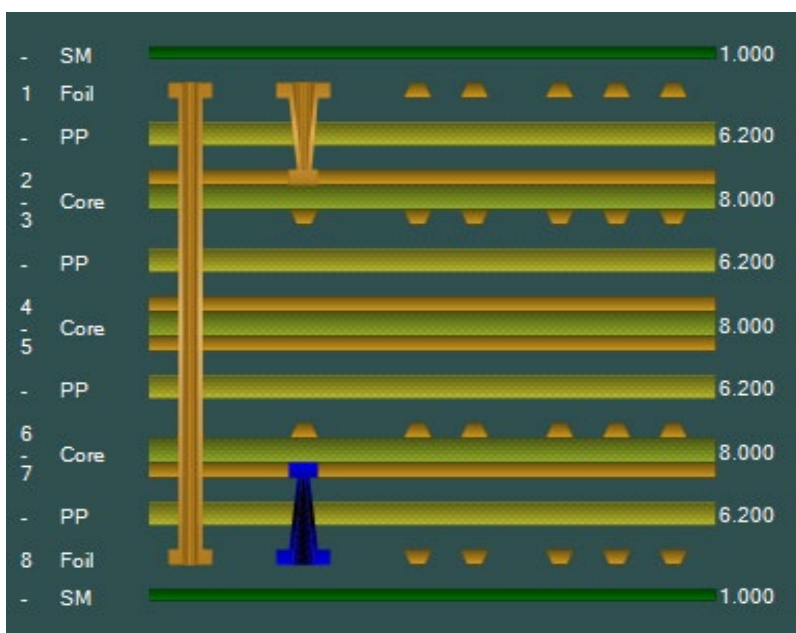 - SM 1.000
1 Foil
- PP 6.200
2
- Core 8.000
3
- PP 6.200
4
- Core 8.000
5
- PP 6.200
6
- Core 8.000
7
- PP 6.200
8 Foil
- SM 1.000